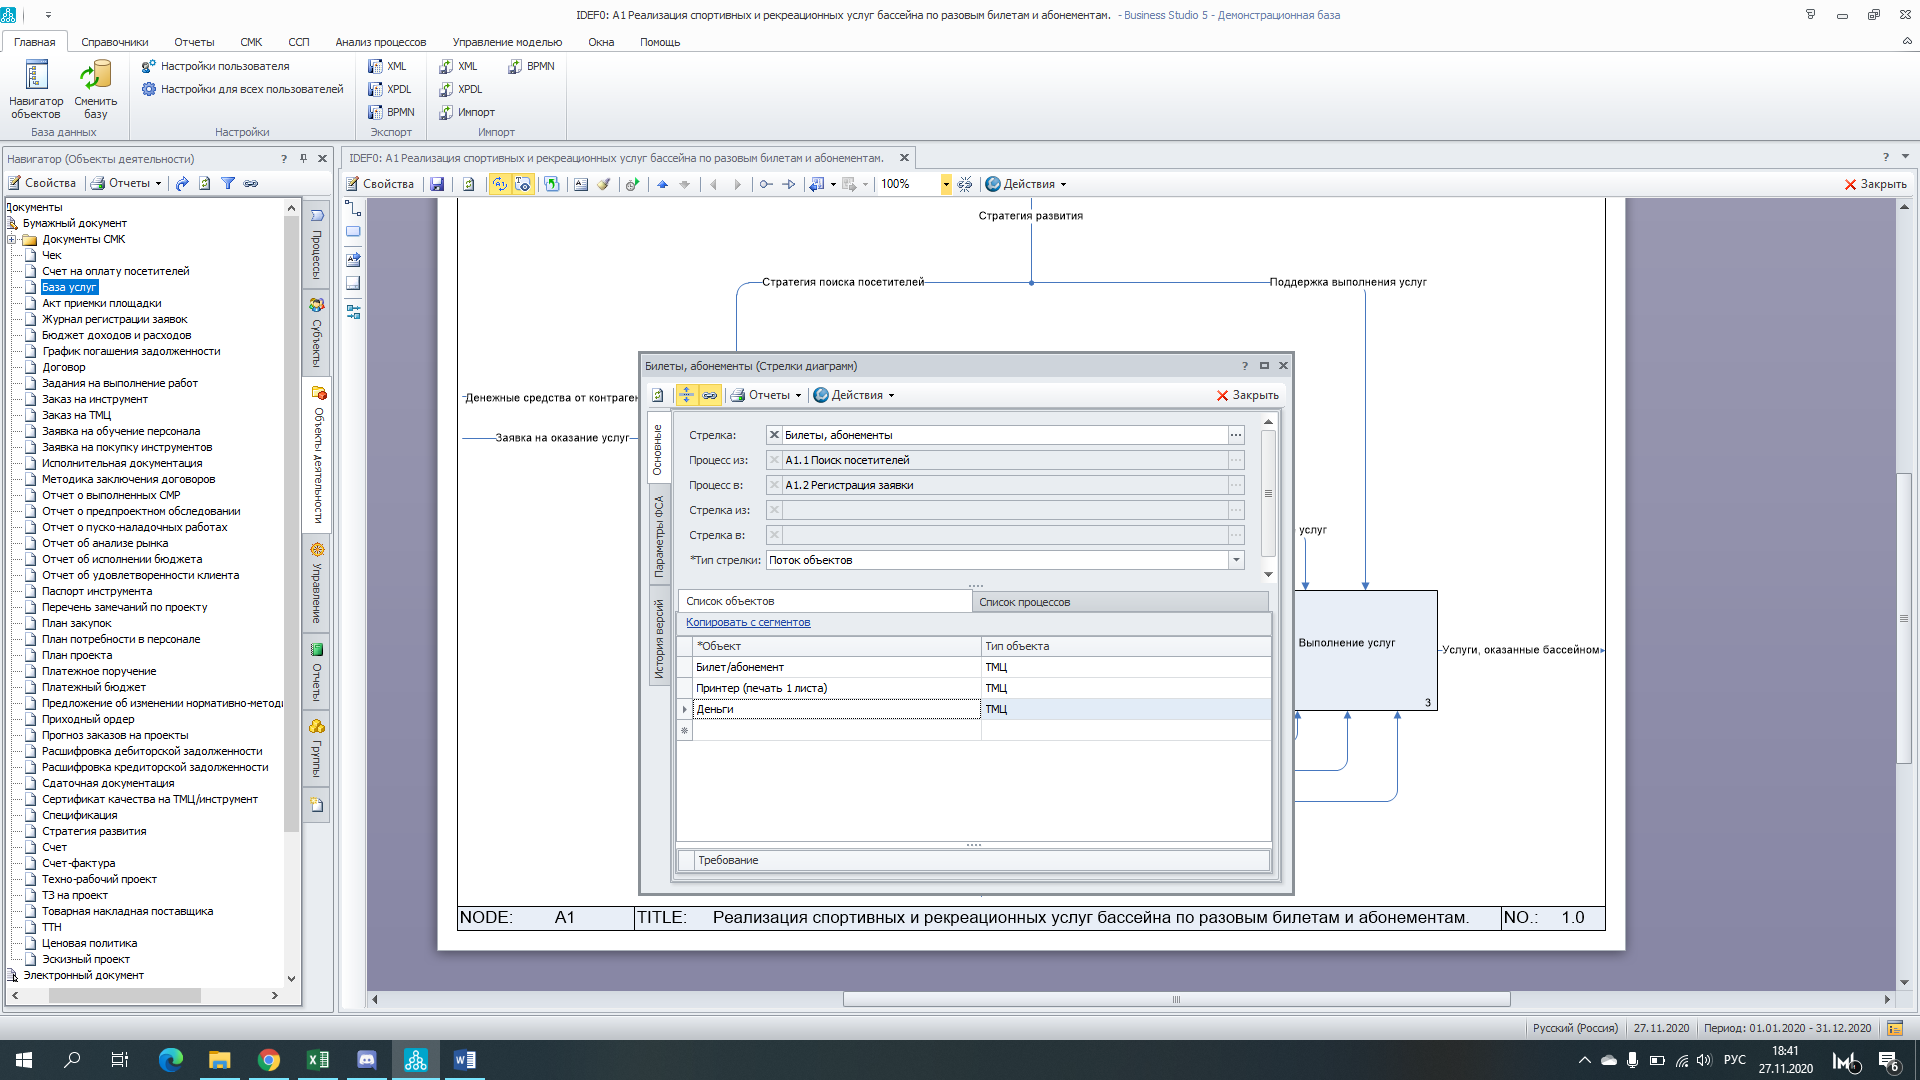 IDEF0: A1 Реализация спортивных и рекреационных услуг бассейна по разовым билетам и абонементам. - Business Studio 5 - Демонстрационная база
Главная Справочники Отчеты СМК ССП Анализ процессов Управление моделью Окна Помощь
Навигатор объектов
Сменить базу
База данных
Настройки пользователя
Настройки для всех пользователей
Настройки
XML
XPDL
BPMN
Экспорт
XML BPMN
XPDL
Импорт
Импорт
Навигатор (Объекты деятельности)
Свойства Отчеты
Документы
Бумажный документ
Документы СМК
Чек
Счет на оплату посетителей
База услуг
Акт приемки площадки
Журнал регистрации заявок
Бюджет доходов и расходов
График погашения задолженности
Договор
Задания на выполнение работ
Заказ на инструмент
Заказ на ТМЦ
Заявка на обучение персонала
Заявка на покупку инструментов
Исполнительная документация
Методика заключения договоров
Отчет о выполненных СМР
Отчет о предпроектном обследовании
Отчет о пуско-наладочных работах
Отчет об анализе рынка
Отчет об исполнении бюджета
Отчет об удовлетворенности клиента
Паспорт инструмента
Перечень замечаний по проекту
План закупок
План потребности в персонале
План проекта
Платежное поручение
Платежный бюджет
Предложение об изменении нормативно-метод
Приходный ордер
Прогноз заказов на проекты
Расшифровка дебиторской задолженности
Расшифровка кредиторской задолженности
Сдаточная документация
Сертификат качества на ТМЦ/инструмент
Спецификация
Стратегия развития
Счет
Счет-фактура
Техно-рабочий проект
ТЗ на проект
Товарная накладная поставщика
ТТН
Ценовая политика
Эскизный проект
Электронный документ
Процессы
Субъекты
Объекты деятельности
Управление
Отчеты
Группы
IDEF0: A1 Реализация спортивных и рекреационных услуг бассейна по разовым билетам и абонементам.
Свойства 100% Действия Закрыть
Стратегия развития
Стратегия поиска посетителей
Поддержка выполнения услуг
Денежные средства от контраген
Заявка на оказание услуг
услуг
Выполнение услуг
3
Услуги, оказанные бассейном
Билеты, абонементы (Стрелки диаграмм)
Отчеты Действия Закрыть
Основные
Параметры ФСА
История версий
Стрелка: Билеты, абонементы
Процесс из: A1.1 Поиск посетителей
Процесс в: A1.2 Регистрация заявки
Стрелка из:
Стрелка в:
*Тип стрелки: Поток объектов
Список объектов Список процессов
Копировать с сегментов
*Объект Тип объекта
Билет/абонемент ТМЦ
Принтер (печать 1 листа) ТМЦ
Деньги ТМЦ
Требование
NODE: A1 TITLE: Реализация спортивных и рекреационных услуг бассейна по разовым билетам и абонементам. NO.: 1.0
Русский (Россия) 27.11.2020 Период: 01.01.2020 - 31.12.2020
РУС
18:41
27.11.2020
6